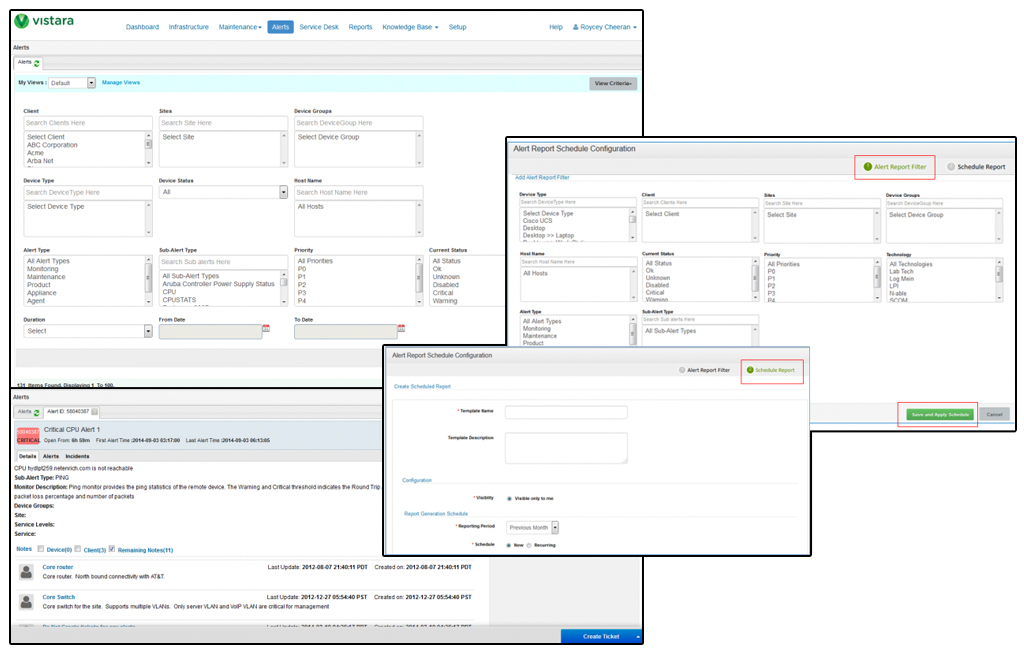 vistara
Dashboard Infrastructure Maintenance Alerts Service Desk Reports Knowledge Base Setup Help Roycey Cheeran
Alerts
Alerts
My Views : Default Manage Views View Criteria
Client Sites Device Groups
Search Clients Here Search Site Here Search DeviceGoup Here
Select Client Select Site Select Device Group
ABC Corporation
Acme
Arba Net
Device Type Device Status Host Name
Search DeviceType Here All Search Host Name Here
Select Device Type All Hosts
Alert Type Sub-Alert Type Priority Current Status
All Alert Types Search Sub alerts Here All Priorities All Status
Monitoring P0 Ok
Maintenance All Sub-Alert Types P1 Unknown
Product Aruba Controller Power Supply Status P2 Disabled
Appliance CPU P3 Critical
Agent CPUSTATS P4 Warning
Duration From Date To Date
Select
131 Items Found, Displaying 1 To 100.
Alerts
Alerts Alert ID: 58040387
58040387 CRITICAL
Critical CPU Alert 1
Open From: 6h 58m First Alert Time :2014-09-03 03:17:00 Last Alert Time :2014-09-03 06:13:05
Details Alerts Incidents
CPU hydlpt259.netenrich.com is not reachable
Sub-Alert Type: PING
Monitor Description: Ping monitor provides the ping statistics of the remote device. The Warning and Critical threshold indicates the Round Trip
packet loss percentage and number of packets
Device Groups:
Site:
Service Levels:
Service:
Notes Device(0) Client(3) Remaining Notes(11)
Core router Last Update: 2012-08-07 21:40:11 PDT Created on: 2012-08-07 21:40:11 PDT
Core router. North bound connectivity with AT&T.
Core Switch Last Update: 2012-12-27 05:54:40 PST Created on: 2012-12-27 05:54:40 PST
Core switch for the site. Supports multiple VLANs. Only server VLAN and VoIP VLAN are critical for management
Create Ticket
Alert Report Schedule Configuration
Alert Report Filter Schedule Report
Add Alert Report Filter
Device Type Client Sites Device Groups
Search DeviceType Here Search Clients Here Search Site Here Search DeviceGoup Here
Select Device Type Select Client Select Site Select Device Group
Cisco UCS
Desktop
Desktop >> Laptop
Host Name Current Status Priority Technology
Search Host Name Here All Status All Priorities All Technologies
All Hosts Ok P0 Lab Tech
Unknown P1 Log Mein
Disabled P2 LPI
Critical P3 N-able
Warning P4 SCOM
Alert Type Sub-Alert Type
All Alert Types Search Sub alerts Here
Monitoring All Sub-Alert Types
Maintenance
Product
Save and Apply Schedule Cancel
Alert Report Schedule Configuration
Alert Report Filter Schedule Report
Create Scheduled Report
* Template Name
Template Description
Configuration
* Visiblity Visible only to me
Report Generation Schedule
* Reporting Period Previous Month
* Schedule Now Recurring